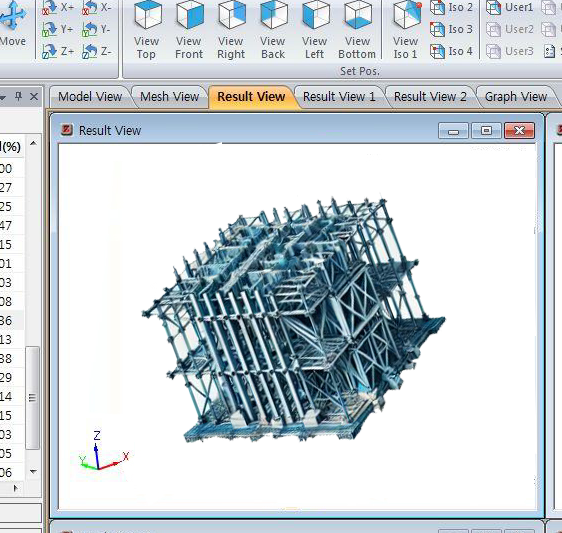 X+ X-
Move Y+ Y-
Z+ Z-
View Top
View Front
View Right
View Back
View Left
View Bottom
View Iso 1
Iso 2
Iso 3
Iso 4
User1
User2
User3
Set Pos.
Model View
Mesh View
Result View
Result View 1
Result View 2
Graph View
Result View
(%)
00
27
25
47
15
01
03
08
86
13
38
29
14
15
03
05
06
Z
Y
X